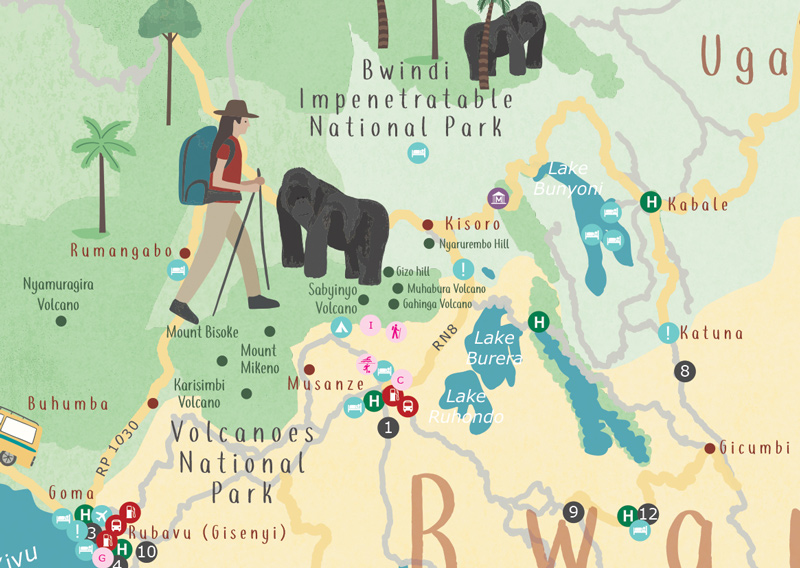 Uga
Bwindi
Impenetratable
National Park
Lake
Bunyoni
M
H
Kabale
Kisoro
Nyarurembo Hill
Rumangabo
Gizo hill
!
Nyamuragira
Volcano
Sabyinyo
Volcano
Muhabura Volcano
Gahinga Volcano
H
Mount Bisoke
I
RN8
Lake
Burera
!
Katuna
Mount
Mikeno
8
Musanze
C
Karisimbi
Volcano
Lake
Ruhondo
Buhumba
H
1
Volcanoes
National
Park
RP 1030
Gicumbi
Goma
Rwan
H
9
H
12
!
3
Rubavu (Gisenyi)
H
10
G
4
Kivu